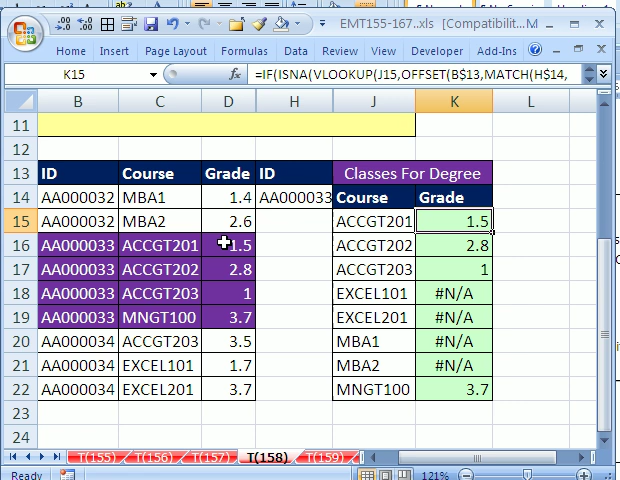 EMT155-167..xls [Compatibilit...M
Home Insert Page Layout Formulas Data Review View Developer Add-Ins
K15 fx =IF(ISNA(VLOOKUP(J15,OFFSET(B$13,MATCH(H$14,
B C D H J K L
11
12
13 ID Course Grade ID Classes For Degree
14 AA000032 MBA1 1.4 AA000033 Course Grade
15 AA000032 MBA2 2.6 ACCGT201 1.5
16 AA000033 ACCGT201 1.5 ACCGT202 2.8
17 AA000033 ACCGT202 2.8 ACCGT203 1
18 AA000033 ACCGT203 1 EXCEL101 #N/A
19 AA000033 MNGT100 3.7 EXCEL201 #N/A
20 AA000034 ACCGT203 3.5 MBA1 #N/A
21 AA000034 EXCEL101 1.7 MBA2 #N/A
22 AA000034 EXCEL201 3.7 MNGT100 3.7
23
24
T(155) T(156) T(157) T(158) T(159)
Ready 121%